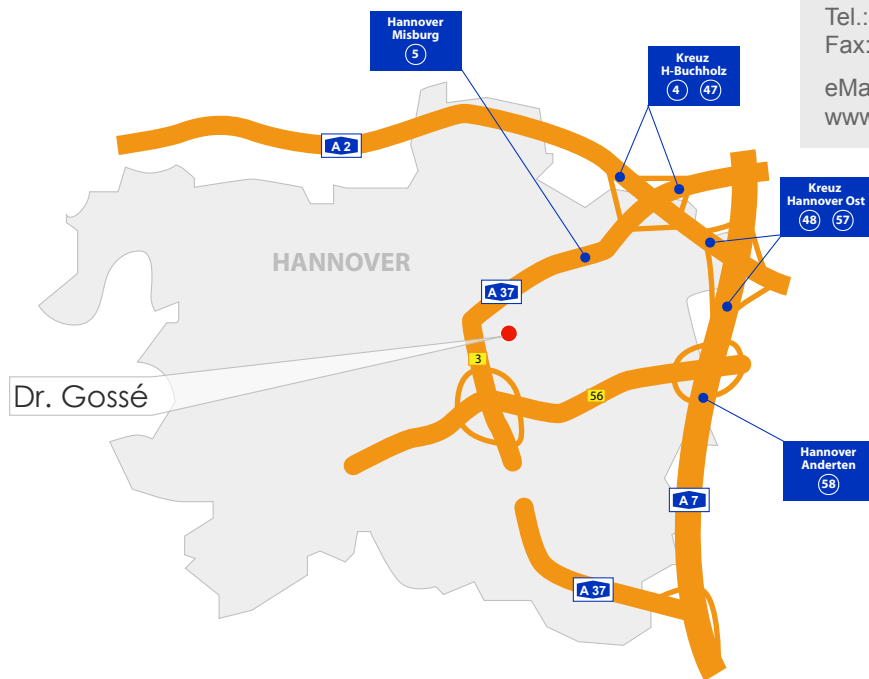 Tel.:
Fax:
eMa
www
Hannover
Misburg
5
Kreuz
H-Buchholz
4 47
A 2
Kreuz
Hannover Ost
48 57
HANNOVER
A 37
3
Dr. Gossé
56
Hannover
Anderten
58
A 7
A 37